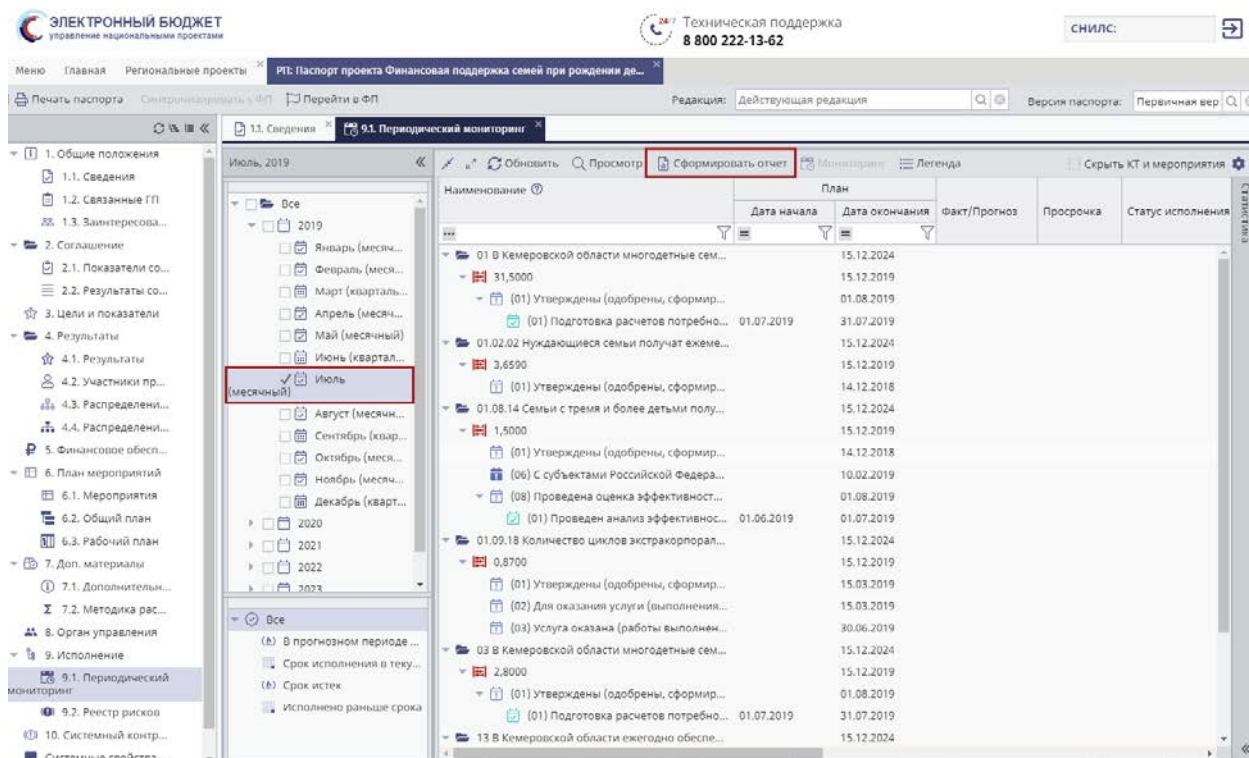 ЭЛЕКТРОННЫЙ БЮДЖЕТ
управление национальными проектами
24/7
Техническая поддержка
8 800 222-13-62
СНИЛС:
Меню Главная Региональные проекты РП: Паспорт проекта Финансовая поддержка семей при рождении де...
Печать паспорта Синхронизировать с ФП Перейти в ФП Редакция: Действующая редакция Версия паспорта: Первичная вер
1.1. Сведения 9.1. Периодический мониторинг
1. Общие положения
1.1. Сведения
1.2. Связанные ГП
1.3. Заинтересова...
2. Соглашение
2.1. Показатели со...
2.2. Результаты со...
3. Цели и показатели
4. Результаты
4.1. Результаты
4.2. Участники пр...
4.3. Распределени...
4.4. Распределени...
5. Финансовое обесп...
6. План мероприятий
6.1. Мероприятия
6.2. Общий план
6.3. Рабочий план
7. Доп. материалы
7.1. Дополнительн...
7.2. Методика рас...
8. Орган управления
9. Исполнение
9.1. Периодический
мониторинг
9.2. Реестр рисков
10. Системный контр...
Системные свойства
Июль, 2019
Все
2019
Январь (месяч...
Февраль (меся...
Март (кварталь...
Апрель (месяч...
Май (месячный)
Июнь (квартал...
Июль
(месячный)
Август (месячн...
Сентябрь (квар...
Октябрь (меся...
Ноябрь (месяч...
Декабрь (кварт...
2020
2021
2022
2023
Все
В прогнозном периоде ...
Срок исполнения в теку...
Срок истек
Исполнено раньше срока
Обновить Просмотр Сформировать отчет Мониторинг Легенда Скрыть КТ и мероприятия
Наименование План
Дата начала Дата окончания Факт/Прогноз Просрочка Статус исполнения
Статистика
01 В Кемеровской области многодетные сем... 15.12.2024
31,5000 15.12.2019
(01) Утверждены (одобрены, сформир... 01.08.2019
(01) Подготовка расчетов потребно... 01.07.2019 31.07.2019
01.02.02 Нуждающиеся семьи получат ежеме... 15.12.2024
3,6590 15.12.2019
(01) Утверждены (одобрены, сформир... 14.12.2018
01.08.14 Семьи с тремя и более детьми полу... 15.12.2024
1,5000 15.12.2019
(01) Утверждены (одобрены, сформир... 14.12.2018
(06) С субъектами Российской Федера... 10.02.2019
(08) Проведена оценка эффективност... 01.08.2019
(01) Проведен анализ эффективнос... 01.06.2019 01.07.2019
01.09.18 Количество циклов экстракорпорал... 15.12.2024
0,8700 15.12.2019
(01) Утверждены (одобрены, сформир... 15.03.2019
(02) Для оказания услуги (выполнения... 15.03.2019
(03) Услуга оказана (работы выполнен... 30.06.2019
03 В Кемеровской области многодетные сем... 15.12.2024
2,8000 15.12.2019
(01) Утверждены (одобрены, сформир... 01.08.2019
(01) Подготовка расчетов потребно... 01.07.2019 31.07.2019
13 В Кемеровской области ежегодно обеспе... 15.12.2024